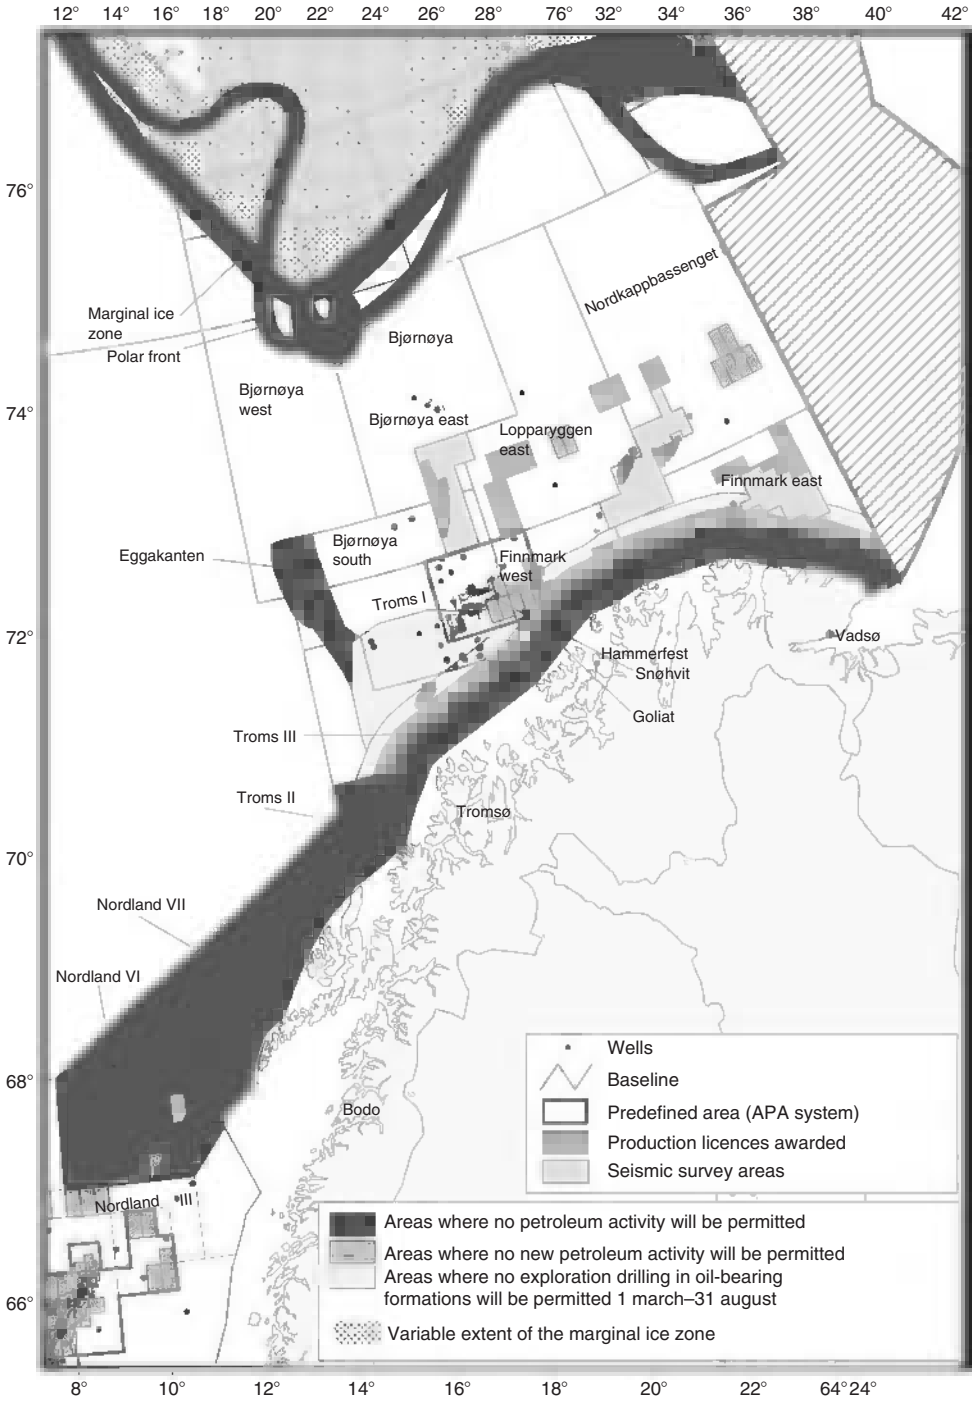 12° 14° 16° 18° 20° 22° 24° 26° 28° 76° 32° 34° 36° 38° 40° 42°
76°
Nordkappbassenget
Marginal ice
zone
Polar front
Bjørnøya
Bjørnøya
west
74°
Bjørnøya east
Lopparyggen
east
Finnmark east
Eggakanten
Bjørnøya
south
Finnmark
west
Troms I
72°
Vadsø
Hammerfest
Snøhvit
Goliat
Troms III
Troms II
Tromsø
70°
Nordland VII
Nordland VI
68°
Bodo
Nordland III
66°
Wells
Baseline
Predefined area (APA system)
Production licences awarded
Seismic survey areas
Areas where no petroleum activity will be permitted
Areas where no new petroleum activity will be permitted
Areas where no exploration drilling in oil-bearing
formations will be permitted 1 march–31 august
Variable extent of the marginal ice zone
8° 10° 12° 14° 16° 18° 20° 22° 64°24°